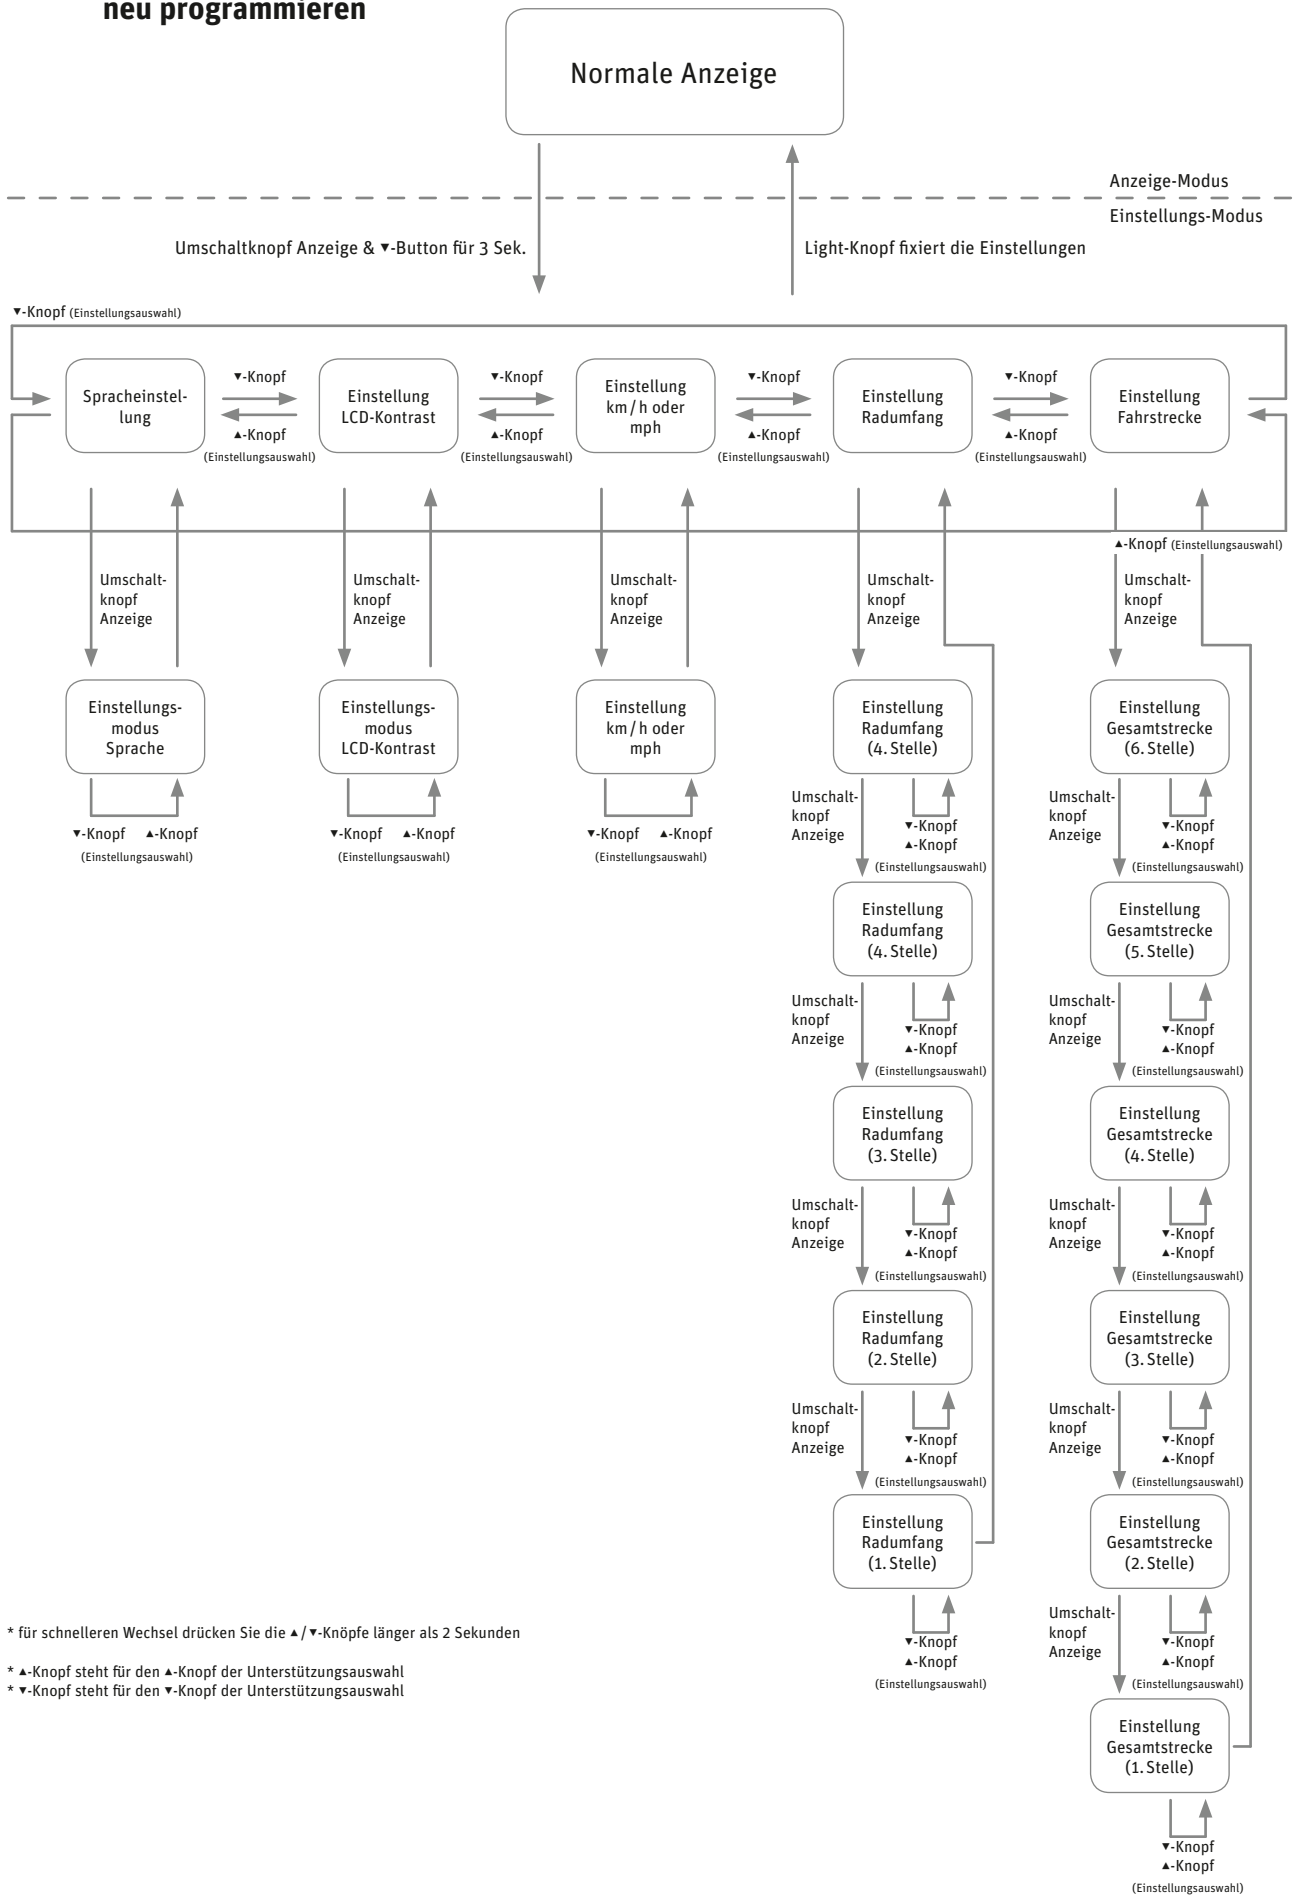 neu programmieren
Normale Anzeige
Anzeige-Modus
Einstellungs-Modus
Umschaltknopf Anzeige & ▼-Button für 3 Sek.
Light-Knopf fixiert die Einstellungen
▼-Knopf (Einstellungsauswahl)
Spracheinstel-
lung
▼-Knopf
▲-Knopf
(Einstellungsauswahl)
Einstellung
LCD-Kontrast
▼-Knopf
▲-Knopf
(Einstellungsauswahl)
Einstellung
km/h oder
mph
▼-Knopf
▲-Knopf
(Einstellungsauswahl)
Einstellung
Radumfang
▼-Knopf
▲-Knopf
(Einstellungsauswahl)
Einstellung
Fahrstrecke
▲-Knopf (Einstellungsauswahl)
Umschalt-
knopf
Anzeige
Umschalt-
knopf
Anzeige
Umschalt-
knopf
Anzeige
Umschalt-
knopf
Anzeige
Umschalt-
knopf
Anzeige
Einstellungs-
modus
Sprache
▼-Knopf ▲-Knopf
(Einstellungsauswahl)
Einstellungs-
modus
LCD-Kontrast
▼-Knopf ▲-Knopf
(Einstellungsauswahl)
Einstellung
km/h oder
mph
▼-Knopf ▲-Knopf
(Einstellungsauswahl)
Einstellung
Radumfang
(4. Stelle)
Umschalt-
knopf
Anzeige
▼-Knopf
▲-Knopf
(Einstellungsauswahl)
Einstellung
Radumfang
(4. Stelle)
Umschalt-
knopf
Anzeige
▼-Knopf
▲-Knopf
(Einstellungsauswahl)
Einstellung
Radumfang
(3. Stelle)
Umschalt-
knopf
Anzeige
▼-Knopf
▲-Knopf
(Einstellungsauswahl)
Einstellung
Radumfang
(2. Stelle)
Umschalt-
knopf
Anzeige
▼-Knopf
▲-Knopf
(Einstellungsauswahl)
Einstellung
Radumfang
(1. Stelle)
▼-Knopf
▲-Knopf
(Einstellungsauswahl)
Einstellung
Gesamtstrecke
(6. Stelle)
Umschalt-
knopf
Anzeige
▼-Knopf
▲-Knopf
(Einstellungsauswahl)
Einstellung
Gesamtstrecke
(5. Stelle)
Umschalt-
knopf
Anzeige
▼-Knopf
▲-Knopf
(Einstellungsauswahl)
Einstellung
Gesamtstrecke
(4. Stelle)
Umschalt-
knopf
Anzeige
▼-Knopf
▲-Knopf
(Einstellungsauswahl)
Einstellung
Gesamtstrecke
(3. Stelle)
Umschalt-
knopf
Anzeige
▼-Knopf
▲-Knopf
(Einstellungsauswahl)
Einstellung
Gesamtstrecke
(2. Stelle)
Umschalt-
knopf
Anzeige
▼-Knopf
▲-Knopf
(Einstellungsauswahl)
Einstellung
Gesamtstrecke
(1. Stelle)
▼-Knopf
▲-Knopf
(Einstellungsauswahl)
* für schnelleren Wechsel drücken Sie die ▲/▼-Knöpfe länger als 2 Sekunden
* ▲-Knopf steht für den ▲-Knopf der Unterstützungsauswahl
* ▼-Knopf steht für den ▼-Knopf der Unterstützungsauswahl